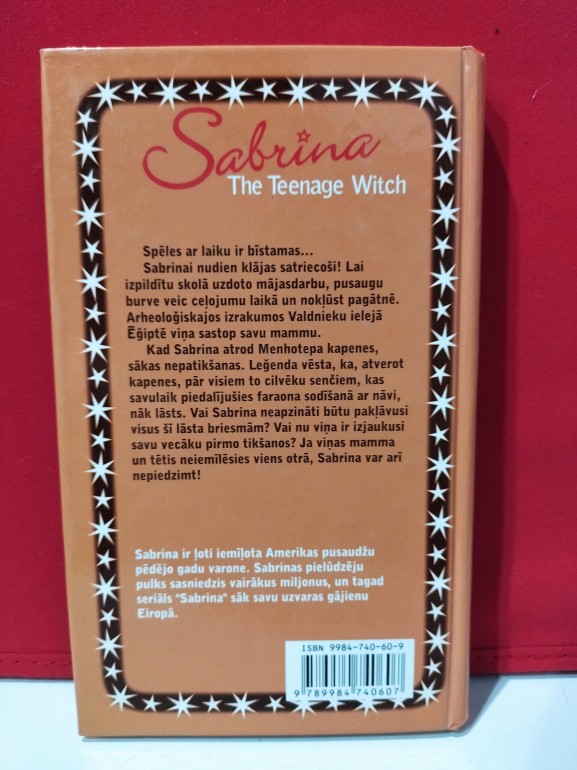 Sabrina
The Teenage Witch
Spēles ar laiku ir bīstamas...
Sabrinai nudien klājas satriecoši! Lai
izpildītu skolā uzdoto mājasdarbu, pusaugu
burve veic ceļojumu laikā un nokļūst pagātnē.
Arheoloģiskajos izrakumos Valdnieku ielejā
Ēģiptē viņa sastop savu mammu.
Kad Sabrina atrod Menhotepa kapenes,
sākas nepatikšanas. Leģenda vēsta, ka, atverot
kapenes, pār visiem to cilvēku senčiem, kas
savulaik piedalījušies faraona sodīšanā ar nāvi,
nāk lāsts. Vai Sabrina neapzināti būtu pakļāvusi
visus šī lāsta briesmām? Vai nu viņa ir izjaukusi
savu vecāku pirmo tikšanos? Ja viņas mamma
un tētis neiemīlēsies viens otrā, Sabrina var arī
nepiedzimt!
Sabrina ir ļoti iemīļota Amerikas pusaudžu
pēdējo gadu varone. Sabrinas pielūdzēju
pulks sasniedzis vairākus miljonus, un tagad
seriāls "Sabrina" sāk savu uzvaras gājienu
Eiropā.
ISBN 9984-740-60-9
9 789984 740607